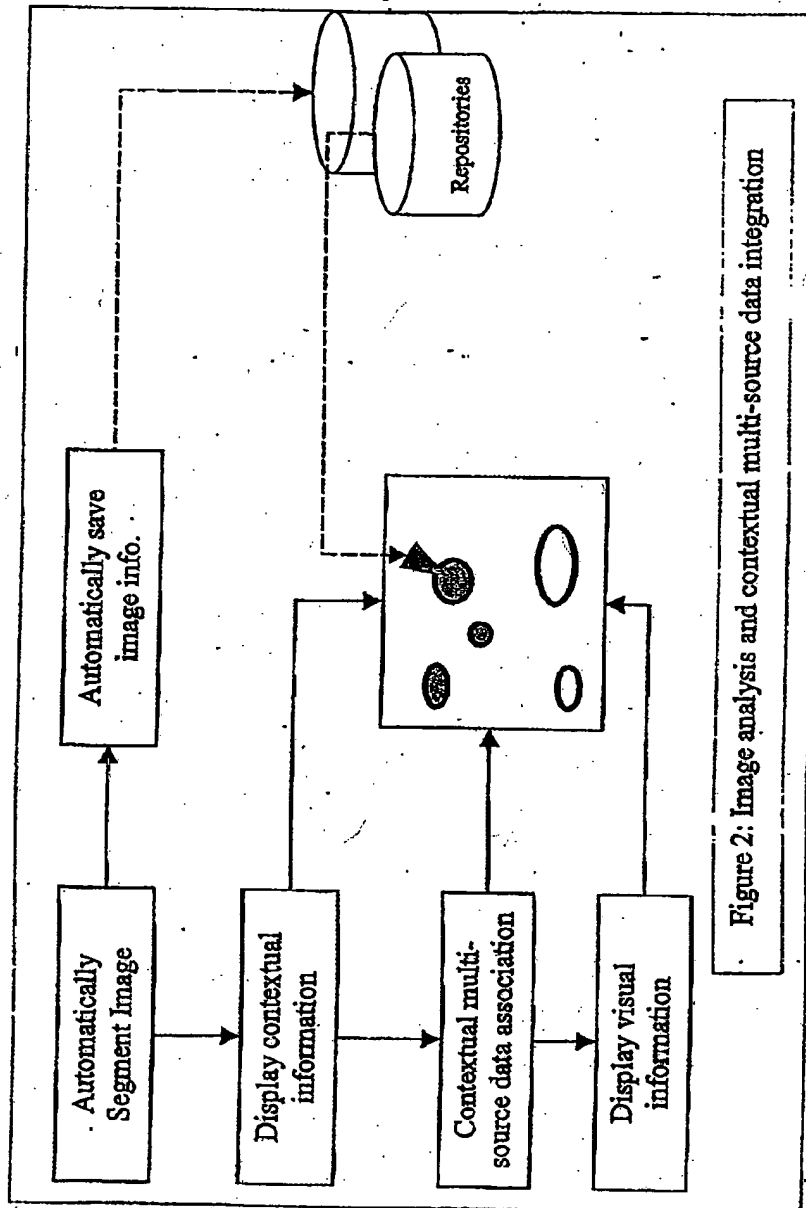 Automatically
Segment Image
Automatically save
image info.
Display contextual
information
Contextual multi-
source data association
Display visual
information
Repositories
Figure 2: Image analysis and contextual multi-source data integration